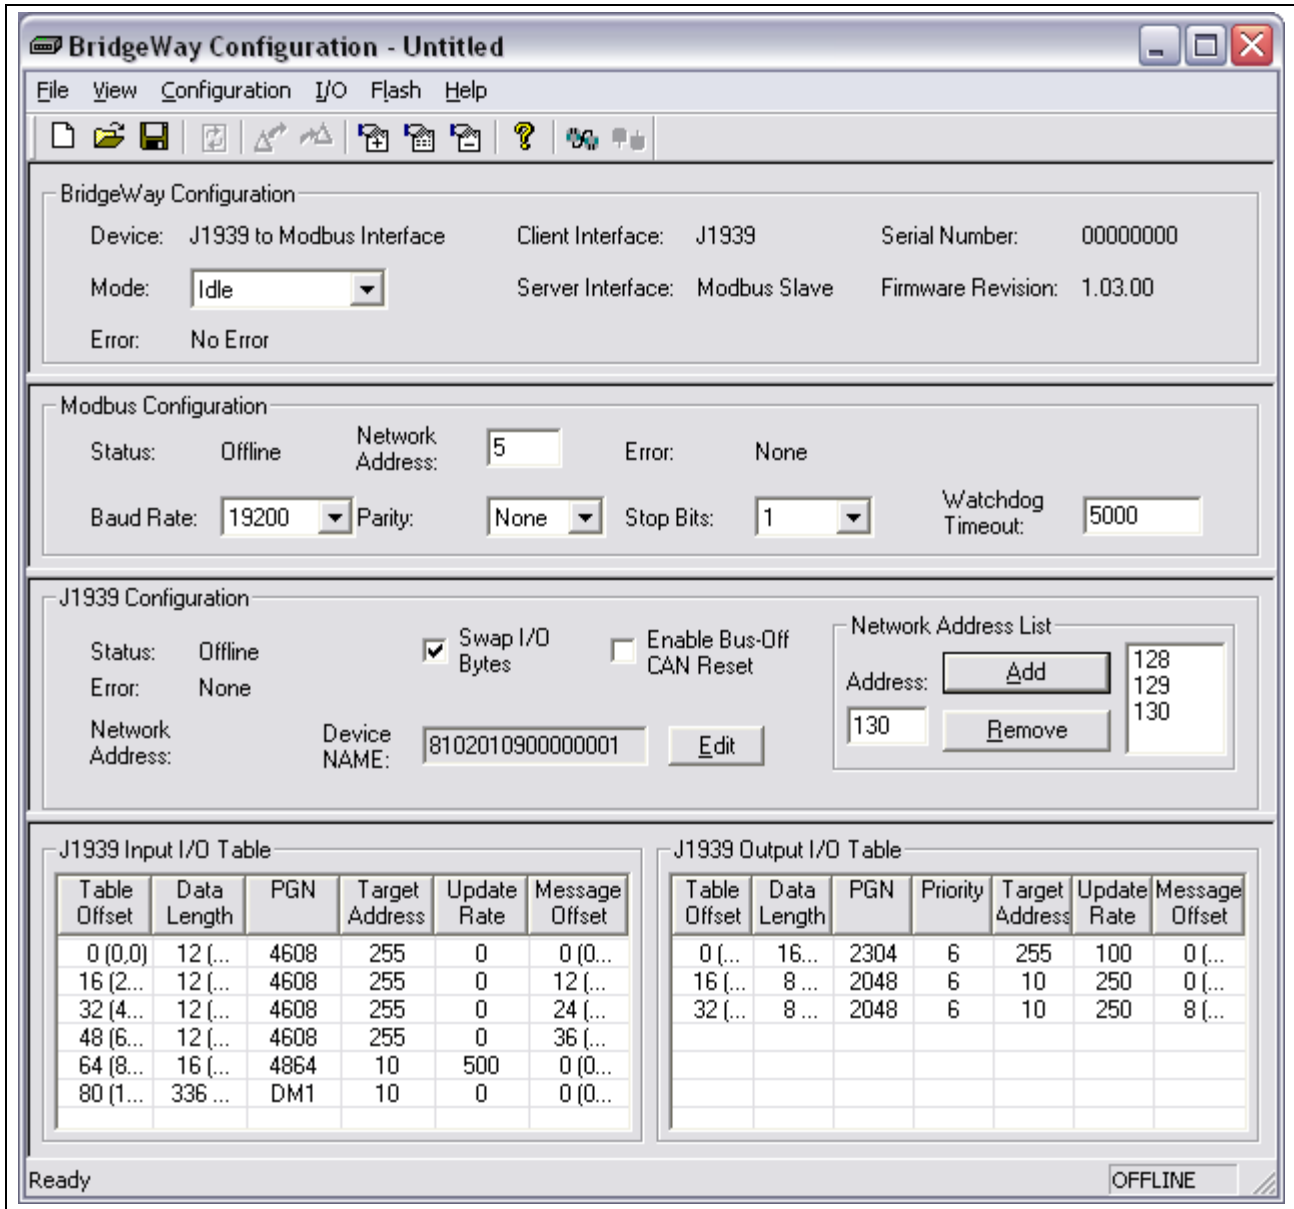 BridgeWay Configuration - Untitled
File View Configuration I/O Flash Help
BridgeWay Configuration
Device: J1939 to Modbus Interface Client Interface: J1939 Serial Number: 00000000
Mode: Idle Server Interface: Modbus Slave Firmware Revision: 1.03.00
Error: No Error
Modbus Configuration
Status: Offline Network Address: 5 Error: None
Baud Rate: 19200 Parity: None Stop Bits: 1 Watchdog Timeout: 5000
J1939 Configuration
Status: Offline Swap I/O Bytes Enable Bus-Off CAN Reset
Error: None
Network Address: Device NAME: 8102010900000001 Edit
Network Address List
Address: Add
130 Remove
128
129
130
J1939 Input I/O Table
Table Offset Data Length PGN Target Address Update Rate Message Offset
0 (0,0) 12 (... 4608 255 0 0 (0...
16 (2... 12 (... 4608 255 0 12 (...
32 (4... 12 (... 4608 255 0 24 (...
48 (6... 12 (... 4608 255 0 36 (...
64 (8... 16 (... 4864 10 500 0 (0...
80 (1... 336 ... DM1 10 0 0 (0...
J1939 Output I/O Table
Table Offset Data Length PGN Priority Target Address Update Rate Message Offset
0 (... 16... 2304 6 255 100 0 (...
16 (... 8 ... 2048 6 10 250 0 (...
32 (... 8 ... 2048 6 10 250 8 (...
Ready OFFLINE